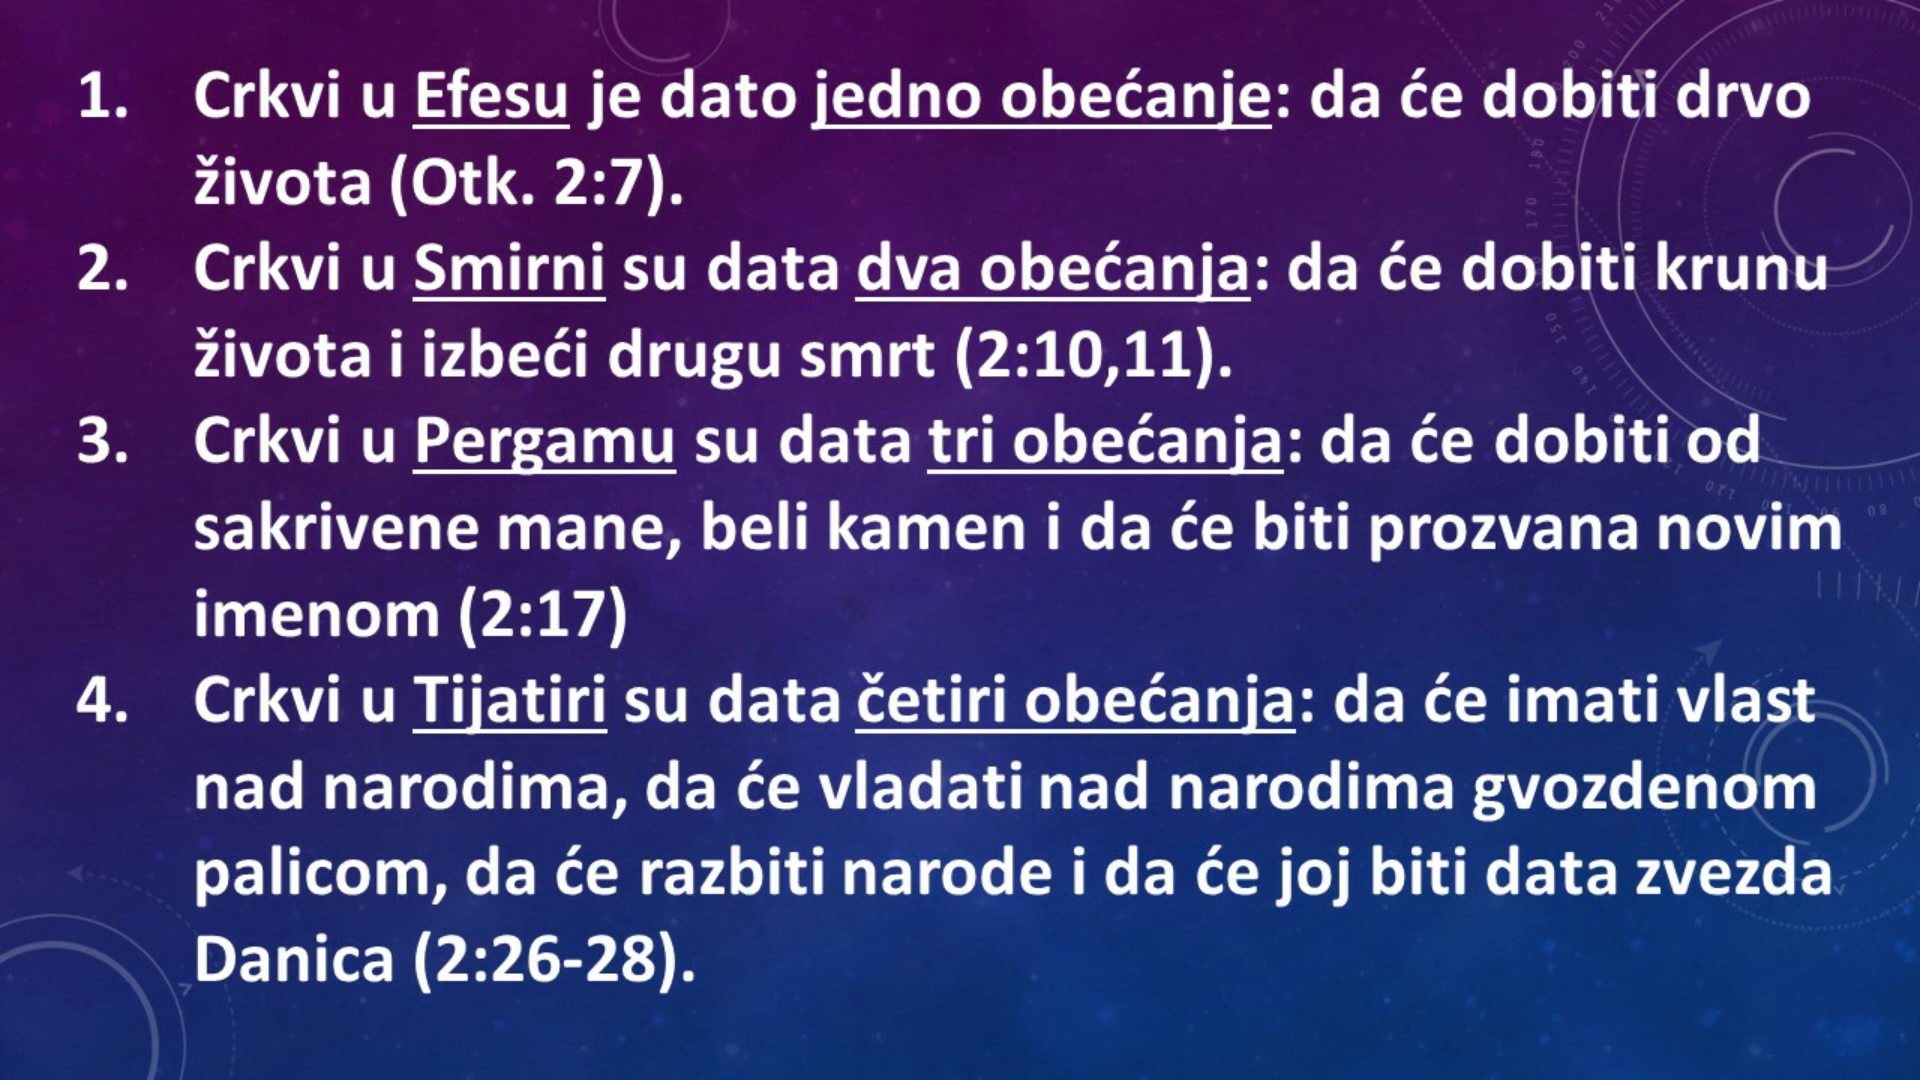 1. Crkvi u Efesu je dato jedno obećanje: da će dobiti drvo
života (Otk. 2:7).
2. Crkvi u Smirni su data dva obećanja: da će dobiti krunu
života i izbeći drugu smrt (2:10,11).
3. Crkvi u Pergamu su data tri obećanja: da će dobiti od
sakrivene mane, beli kamen i da će biti prozvana novim
imenom (2:17)
4. Crkvi u Tijatiri su data četiri obećanja: da će imati vlast
nad narodima, da će vladati nad narodima gvozdenom
palicom, da će razbiti narode i da će joj biti data zvezda
Danica (2:26-28).